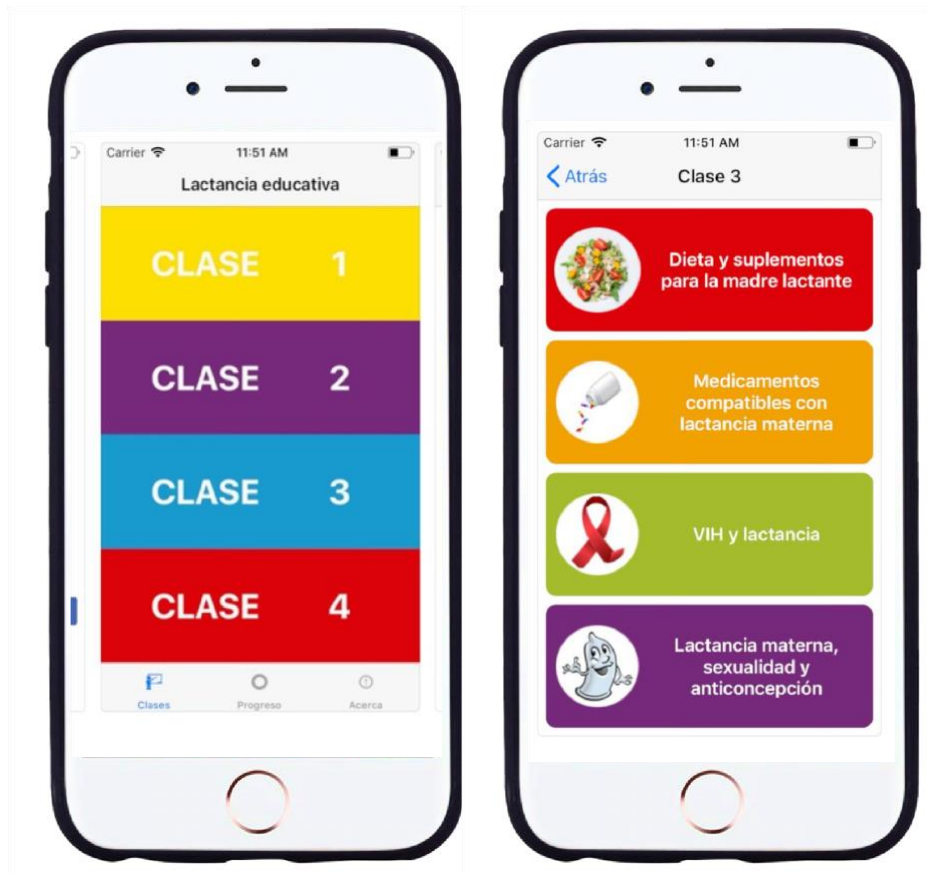 Carrier
11:51 AM
Lactancia educativa
CLASE 1
CLASE 2
CLASE 3
CLASE 4
Clases
Progreso
Acerca
Carrier
11:51 AM
Atrás
Clase 3
Dieta y suplementos
para la madre lactante
Medicamentos
compatibles con
lactancia materna
VIH y lactancia
Lactancia materna,
sexualidad y
anticoncepción